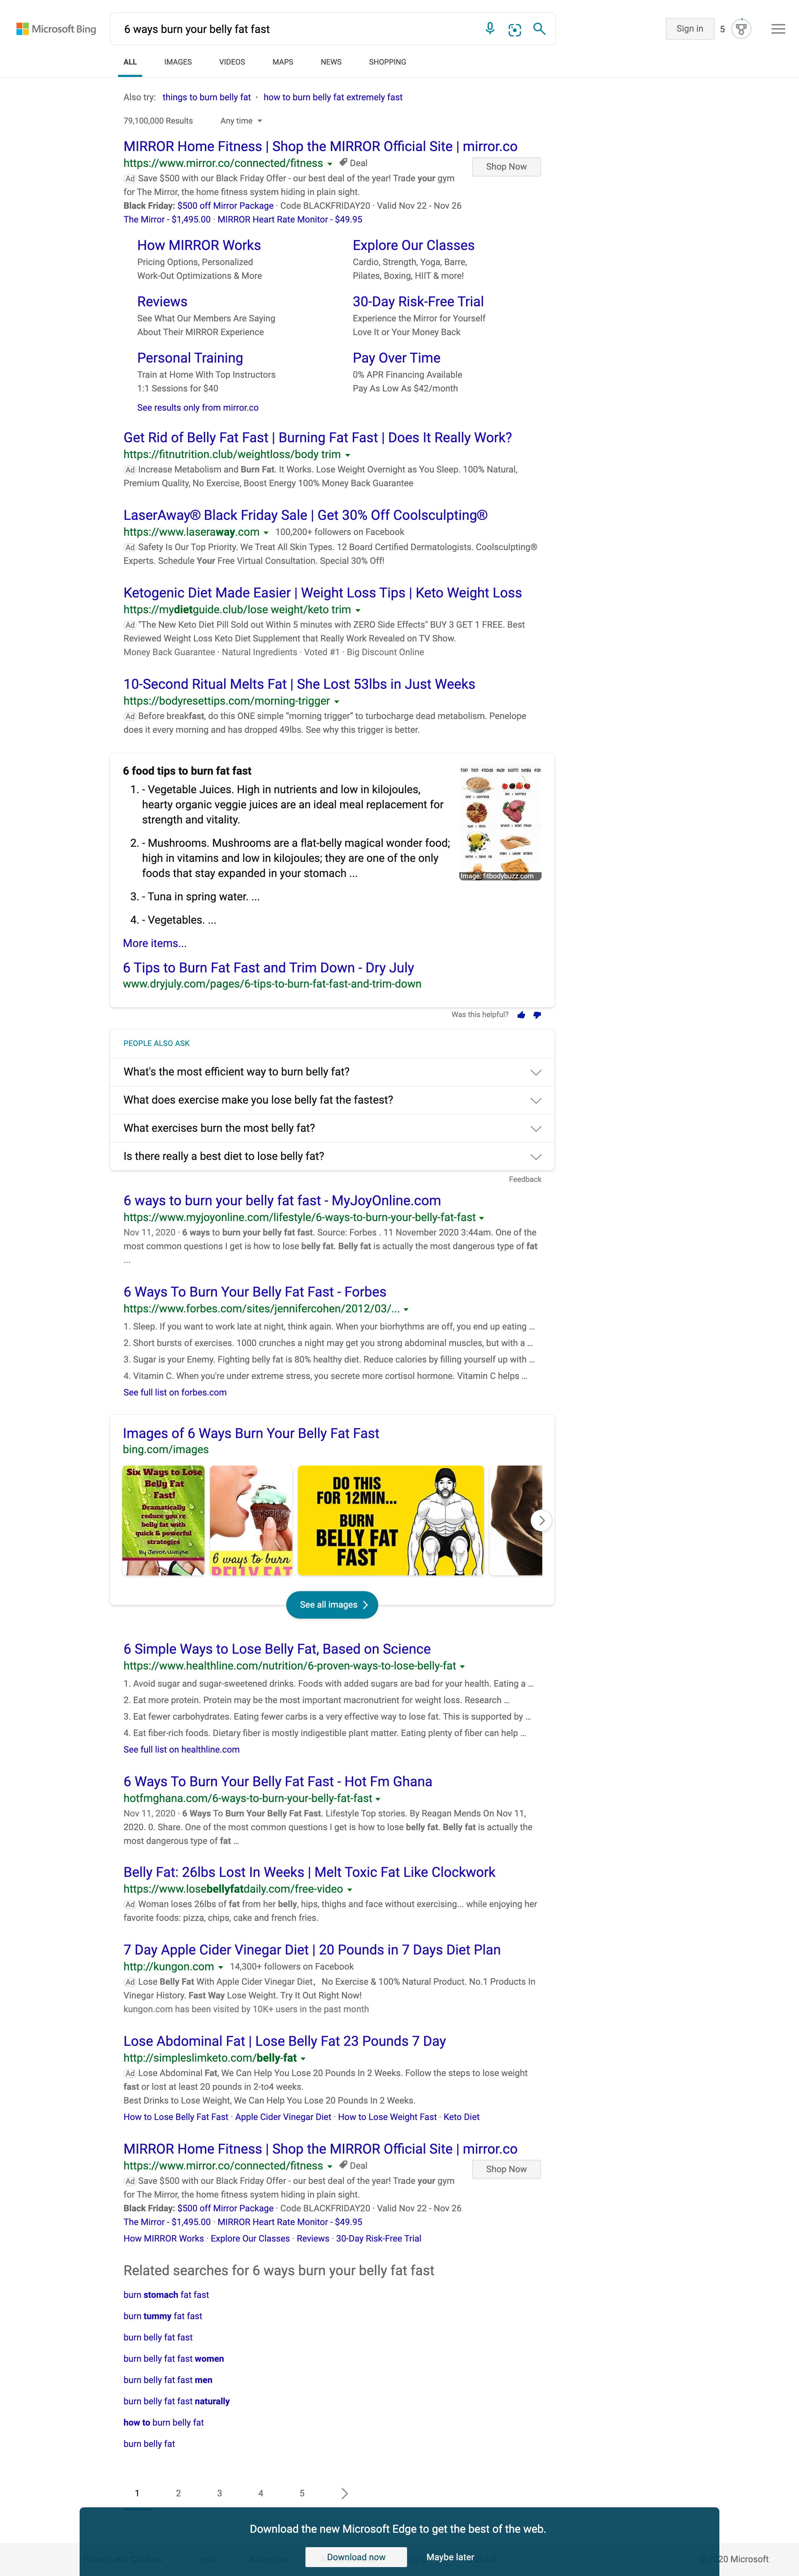 Microsoft Bing
6 ways burn your belly fat fast
Sign in
5
ALL
IMAGES
VIDEOS
MAPS
NEWS
SHOPPING
Also try: things to burn belly fat · how to burn belly fat extremely fast
79,100,000 Results
Any time
MIRROR Home Fitness | Shop the MIRROR Official Site | mirror.co
https://www.mirror.co/connected/fitness
Deal
Shop Now
Ad Save $500 with our Black Friday Offer - our best deal of the year! Trade your gym
for The Mirror, the home fitness system hiding in plain sight.
Black Friday: $500 off Mirror Package · Code BLACKFRIDAY20 · Valid Nov 22 - Nov 26
The Mirror - $1,495.00 · MIRROR Heart Rate Monitor - $49.95
How MIRROR Works
Pricing Options, Personalized
Work-Out Optimizations & More
Explore Our Classes
Cardio, Strength, Yoga, Barre,
Pilates, Boxing, HIIT & more!
Reviews
See What Our Members Are Saying
About Their MIRROR Experience
30-Day Risk-Free Trial
Experience the Mirror for Yourself
Love It or Your Money Back
Personal Training
Train at Home With Top Instructors
1:1 Sessions for $40
Pay Over Time
0% APR Financing Available
Pay As Low As $42/month
See results only from mirror.co
Get Rid of Belly Fat Fast | Burning Fat Fast | Does It Really Work?
https://fitnutrition.club/weightloss/body trim
Ad Increase Metabolism and Burn Fat. It Works. Lose Weight Overnight as You Sleep. 100% Natural,
Premium Quality, No Exercise, Boost Energy 100% Money Back Guarantee
LaserAway® Black Friday Sale | Get 30% Off Coolsculpting®
https://www.laseraway.com
100,200+ followers on Facebook
Ad Safety Is Our Top Priority. We Treat All Skin Types. 12 Board Certified Dermatologists. Coolsculpting®
Experts. Schedule Your Free Virtual Consultation. Special 30% Off!
Ketogenic Diet Made Easier | Weight Loss Tips | Keto Weight Loss
https://mydietguide.club/lose weight/keto trim
Ad "The New Keto Diet Pill Sold out Within 5 minutes with ZERO Side Effects" BUY 3 GET 1 FREE. Best
Reviewed Weight Loss Keto Diet Supplement that Really Work Revealed on TV Show.
Money Back Guarantee · Natural Ingredients · Voted #1 · Big Discount Online
10-Second Ritual Melts Fat | She Lost 53lbs in Just Weeks
https://bodyresettips.com/morning-trigger
Ad Before breakfast, do this ONE simple "morning trigger" to turbocharge dead metabolism. Penelope
does it every morning and has dropped 49lbs. See why this trigger is better.
6 food tips to burn fat fast
1. - Vegetable Juices. High in nutrients and low in kilojoules,
hearty organic veggie juices are an ideal meal replacement for
strength and vitality.
2. - Mushrooms. Mushrooms are a flat-belly magical wonder food;
high in vitamins and low in kilojoules; they are one of the only
foods that stay expanded in your stomach ...
3. - Tuna in spring water. ...
4. - Vegetables. ...
TOP TEN FOODS THAT BURN BELLY FAT
Image: fitbodybuzz.com
More items...
6 Tips to Burn Fat Fast and Trim Down - Dry July
www.dryjuly.com/pages/6-tips-to-burn-fat-fast-and-trim-down
Was this helpful?
PEOPLE ALSO ASK
What's the most efficient way to burn belly fat?
What does exercise make you lose belly fat the fastest?
What exercises burn the most belly fat?
Is there really a best diet to lose belly fat?
Feedback
6 ways to burn your belly fat fast - MyJoyOnline.com
https://www.myjoyonline.com/lifestyle/6-ways-to-burn-your-belly-fat-fast
Nov 11, 2020 · 6 ways to burn your belly fat fast. Source: Forbes . 11 November 2020 3:44am. One of the
most common questions I get is how to lose belly fat. Belly fat is actually the most dangerous type of fat
...
6 Ways To Burn Your Belly Fat Fast - Forbes
https://www.forbes.com/sites/jennifercohen/2012/03/...
1. Sleep. If you want to work late at night, think again. When your biorhythms are off, you end up eating ...
2. Short bursts of exercises. 1000 crunches a night may get you strong abdominal muscles, but with a ...
3. Sugar is your Enemy. Fighting belly fat is 80% healthy diet. Reduce calories by filling yourself up with ...
4. Vitamin C. When you're under extreme stress, you secrete more cortisol hormone. Vitamin C helps ...
See full list on forbes.com
Images of 6 Ways Burn Your Belly Fat Fast
bing.com/images
Six Ways to Lose
Belly Fat
Fast!
Dramatically
reduce you're
belly fat with
quick & powerful
strategies
By Jevon Wayne
6 ways to burn
BELLY FAT
DO THIS
FOR 12MIN...
BURN
BELLY FAT
FAST
See all images
6 Simple Ways to Lose Belly Fat, Based on Science
https://www.healthline.com/nutrition/6-proven-ways-to-lose-belly-fat
1. Avoid sugar and sugar-sweetened drinks. Foods with added sugars are bad for your health. Eating a ...
2. Eat more protein. Protein may be the most important macronutrient for weight loss. Research ...
3. Eat fewer carbohydrates. Eating fewer carbs is a very effective way to lose fat. This is supported by ...
4. Eat fiber-rich foods. Dietary fiber is mostly indigestible plant matter. Eating plenty of fiber can help ...
See full list on healthline.com
6 Ways To Burn Your Belly Fat Fast - Hot Fm Ghana
hotfmghana.com/6-ways-to-burn-your-belly-fat-fast
Nov 11, 2020 · 6 Ways To Burn Your Belly Fat Fast. Lifestyle Top stories. By Reagan Mends On Nov 11,
2020. 0. Share. One of the most common questions I get is how to lose belly fat. Belly fat is actually the
most dangerous type of fat ...
Belly Fat: 26lbs Lost In Weeks | Melt Toxic Fat Like Clockwork
https://www.losebellyfatdaily.com/free-video
Ad Woman loses 26lbs of fat from her belly, hips, thighs and face without exercising... while enjoying her
favorite foods: pizza, chips, cake and french fries.
7 Day Apple Cider Vinegar Diet | 20 Pounds in 7 Days Diet Plan
http://kungon.com
14,300+ followers on Facebook
Ad Lose Belly Fat With Apple Cider Vinegar Diet，No Exercise & 100% Natural Product. No.1 Products In
Vinegar History. Fast Way Lose Weight. Try It Out Right Now!
kungon.com has been visited by 10K+ users in the past month
Lose Abdominal Fat | Lose Belly Fat 23 Pounds 7 Day
http://simpleslimketo.com/belly-fat
Ad Lose Abdominal Fat, We Can Help You Lose 20 Pounds In 2 Weeks. Follow the steps to lose weight
fast or lost at least 20 pounds in 2-to4 weeks.
Best Drinks to Lose Weight, We Can Help You Lose 20 Pounds In 2 Weeks.
How to Lose Belly Fat Fast · Apple Cider Vinegar Diet · How to Lose Weight Fast · Keto Diet
MIRROR Home Fitness | Shop the MIRROR Official Site | mirror.co
https://www.mirror.co/connected/fitness
Deal
Shop Now
Ad Save $500 with our Black Friday Offer - our best deal of the year! Trade your gym
for The Mirror, the home fitness system hiding in plain sight.
Black Friday: $500 off Mirror Package · Code BLACKFRIDAY20 · Valid Nov 22 - Nov 26
The Mirror - $1,495.00 · MIRROR Heart Rate Monitor - $49.95
How MIRROR Works · Explore Our Classes · Reviews · 30-Day Risk-Free Trial
Related searches for 6 ways burn your belly fat fast
burn stomach fat fast
burn tummy fat fast
burn belly fat fast
burn belly fat fast women
burn belly fat fast men
burn belly fat fast naturally
how to burn belly fat
burn belly fat
1
2
3
4
5
Download the new Microsoft Edge to get the best of the web.
Download now
Maybe later
© 2020 Microsoft